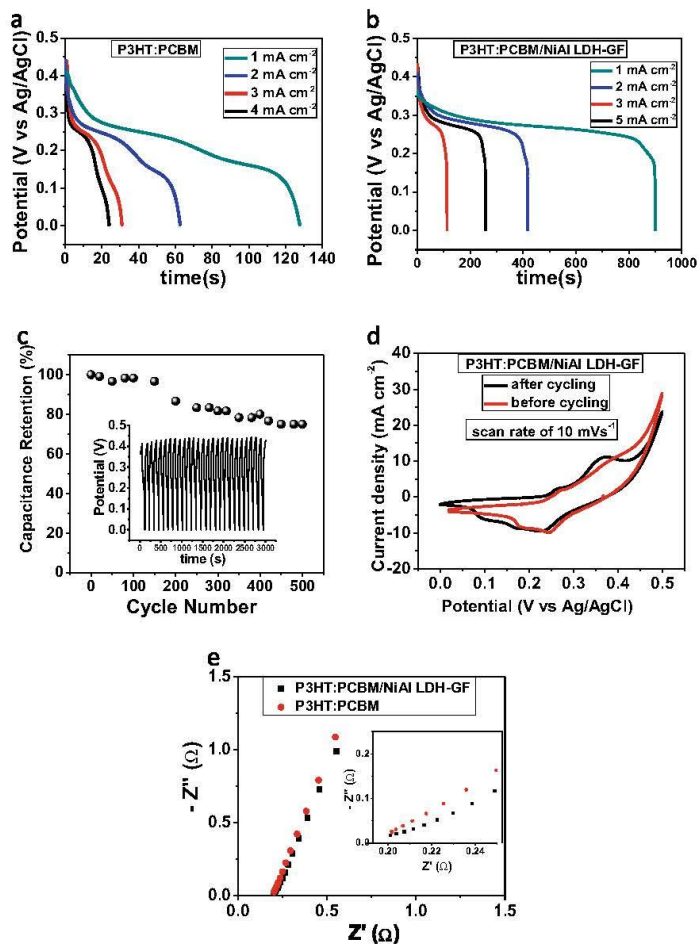 a
P3HT:PCBM
1 mA cm-2
2 mA cm-2
3 mA cm-2
4 mA cm-2
Potential (V vs Ag/AgCl)
0.5
0.4
0.3
0.2
0.1
0.0
0 20 40 60 80 100 120 140
time(s)
b
P3HT:PCBM/NiAl LDH-GF
1 mA cm-2
2 mA cm-2
3 mA cm-2
5 mA cm-2
Potential (V vs Ag/AgCl)
0.5
0.4
0.3
0.2
0.1
0.0
0 200 400 600 800 1000
time(s)
c
Capacitance Retention (%)
120
100
80
60
40
20
0
0 100 200 300 400 500
Cycle Number
Potential (V)
0.5
0.4
0.3
0.2
0.1
0.0
0 500 1000 1500 2000 2500 3000
time (s)
d
P3HT:PCBM/NiAl LDH-GF
after cycling
before cycling
scan rate of 10 mVs-1
Current density (mA cm-2)
40
30
20
10
0
-10
-20
0.0 0.1 0.2 0.3 0.4 0.5
Potential (V vs Ag/AgCl)
e
P3HT:PCBM/NiAl LDH-GF
P3HT:PCBM
- Z'' (Ω)
1.5
1.0
0.5
0.0
0.0 0.5 1.0 1.5
Z' (Ω)
- Z'' (Ω)
0.2
0.1
0.0
0.20 0.22 0.24
Z' (Ω)